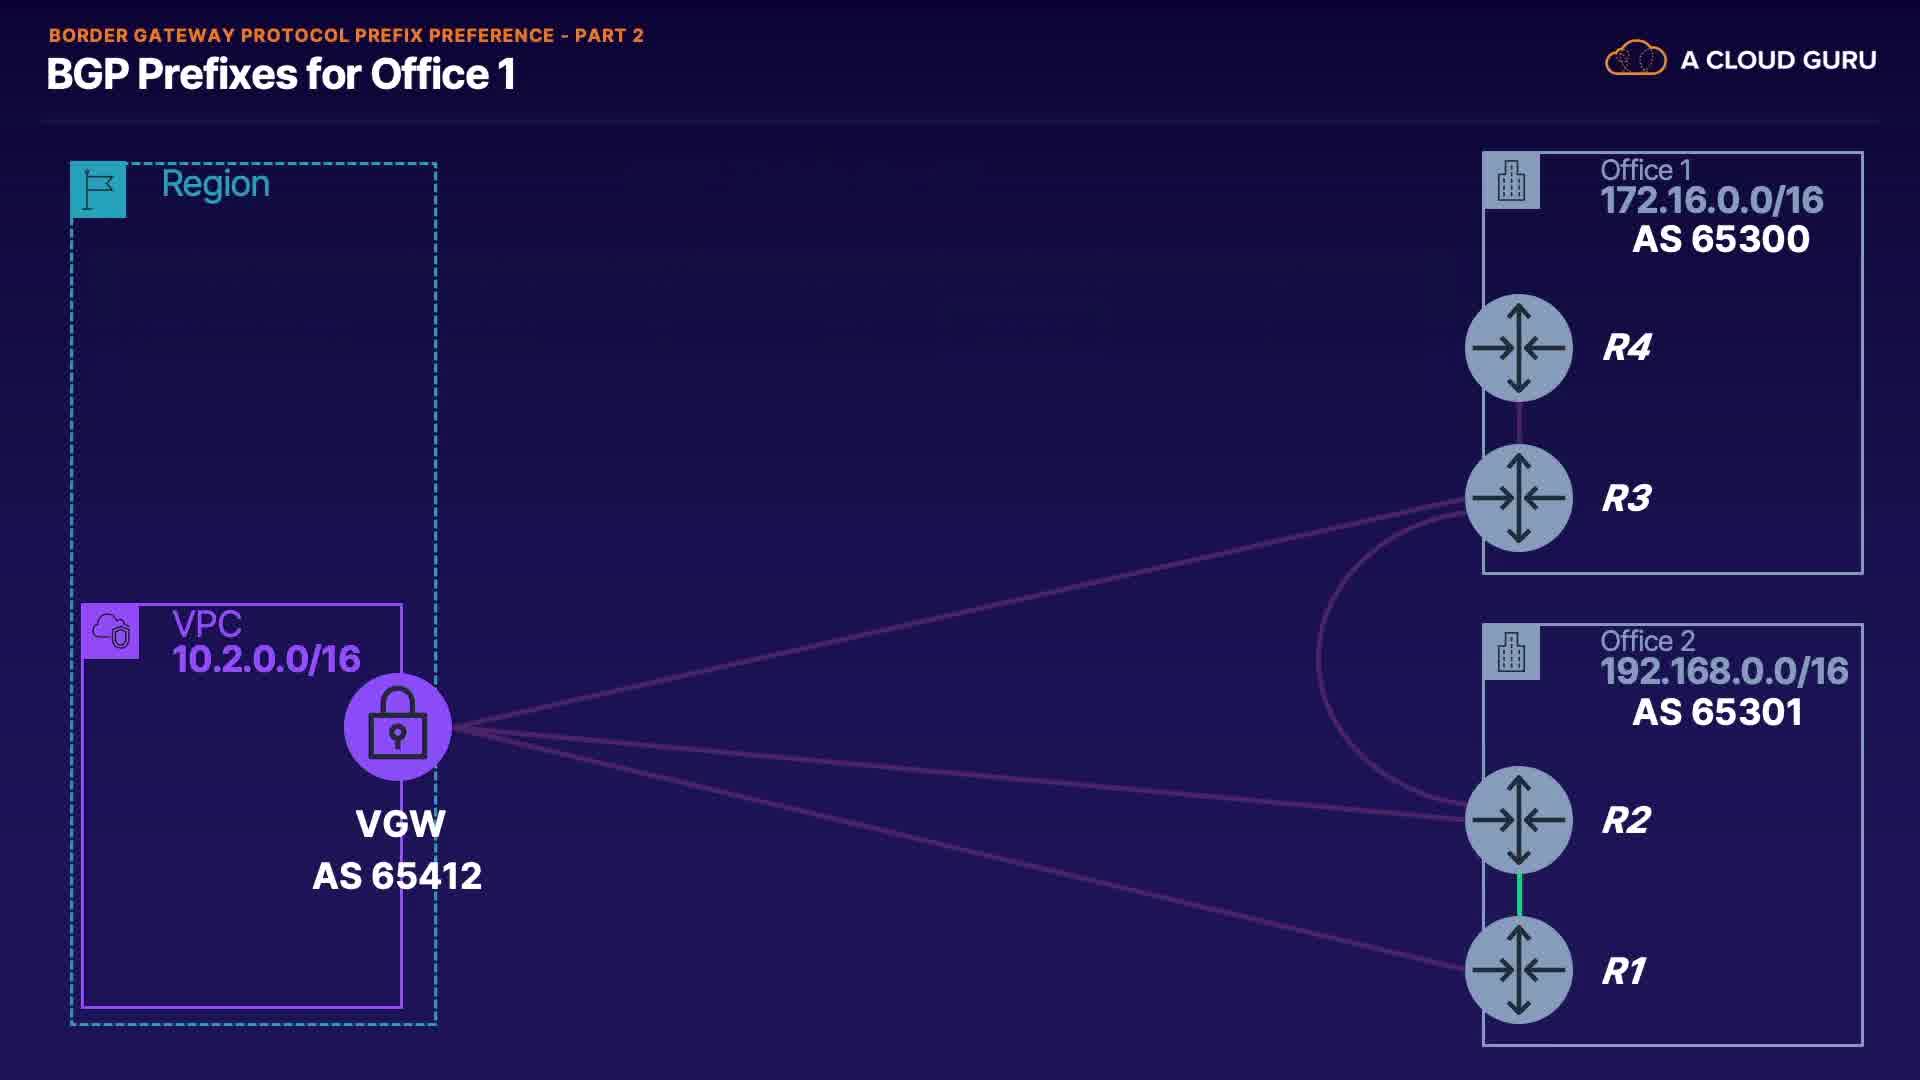 BORDER GATEWAY PROTOCOL PREFIX PREFERENCE - PART 2
BGP Prefixes for Office 1
A CLOUD GURU
Region
VPC
10.2.0.0/16
VGW
AS 65412
Office 1
172.16.0.0/16
AS 65300
R4
R3
Office 2
192.168.0.0/16
AS 65301
R2
R1